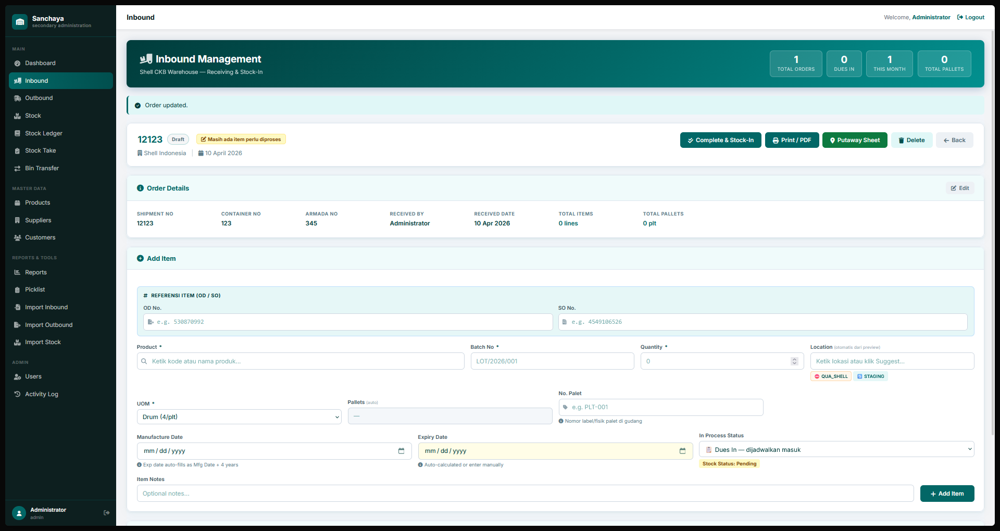 Sanchaya
secondary administration
MAIN
Dashboard
Inbound
Outbound
Stock
Stock Ledger
Stock Take
Bin Transfer
MASTER DATA
Products
Suppliers
Customers
REPORTS & TOOLS
Reports
Picklist
Import Inbound
Import Outbound
Import Stock
ADMIN
Users
Activity Log
Administrator
admin
Inbound
Welcome, Administrator Logout
Inbound Management
Shell CKB Warehouse — Receiving & Stock-In
1
TOTAL ORDERS
0
DUES IN
1
THIS MONTH
0
TOTAL PALLETS
Order updated.
12123 Draft Masih ada item perlu diproses
Shell Indonesia 10 April 2026
Complete & Stock-In Print / PDF Putaway Sheet Delete Back
Order Details Edit
SHIPMENT NO
12123
CONTAINER NO
123
ARMADA NO
345
RECEIVED BY
Administrator
RECEIVED DATE
10 Apr 2026
TOTAL ITEMS
0 lines
TOTAL PALLETS
0 plt
Add Item
# REFERENSI ITEM (OD / SO)
OD No.
e.g. 530870992
SO No.
e.g. 4549106526
Product *
Ketik kode atau nama produk...
Batch No *
LOT/2026/001
Quantity *
0
Location (otomatis dari preview)
Ketik lokasi atau klik Suggest...
QUA_SHELL STAGING
UOM *
Drum (4/plt)
Pallets (auto)
—
No. Palet
e.g. PLT-001
Nomor label/fisik palet di gudang
Manufacture Date
mm/dd/yyyy
Exp date auto-fills as Mfg Date + 4 years
Expiry Date
mm/dd/yyyy
Auto-calculated or enter manually
In Process Status
Dues In — dijadwalkan masuk
Stock Status: Pending
Item Notes
Optional notes...
+ Add Item